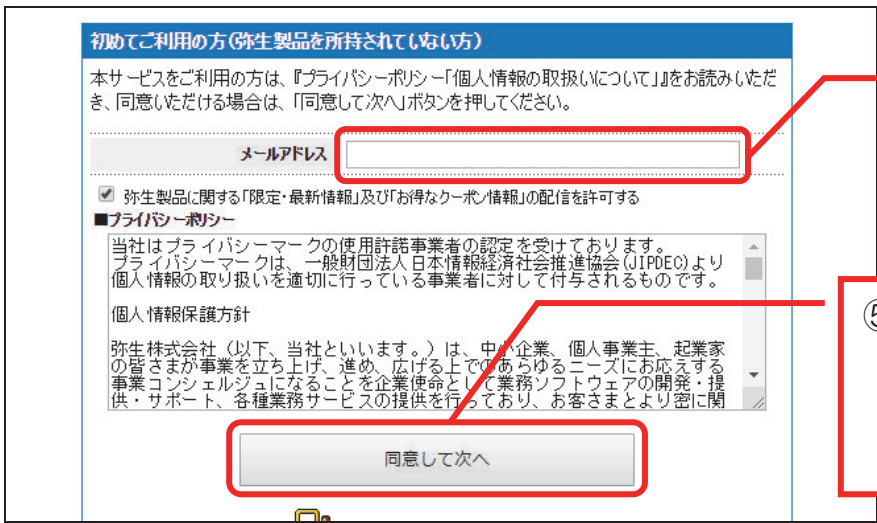 初めてご利用の方(弥生製品を所持されていない方)
本サービスをご利用の方は、『プライバシーポリシー「個人情報の取扱いについて」』をお読みいただ
き、同意いただける場合は、「同意して次へ」ボタンを押してください。
メールアドレス
弥生製品に関する「限定・最新情報」及び「お得なクーポン情報」の配信を許可する
■プライバシーポリシー
当社はプライバシーマークの使用許諾事業者の認定を受けております。
プライバシーマークは、一般財団法人日本情報経済社会推進協会(JIPDEC)より
個人情報の取り扱いを適切に行っている事業者に対して付与されるものです。
個人情報保護方針
弥生株式会社(以下、当社といいます。)は、中小企業、個人事業主、起業家
の皆さまが事業を立ち上げ、進め、広げる上でのあらゆるニーズにお応えする
事業コンシェルジュになることを企業使命として業務ソフトウェアの開発・提
供・サポート、各種業務サービスの提供を行っており、お客さまとより密に関
同意して次へ
⑤